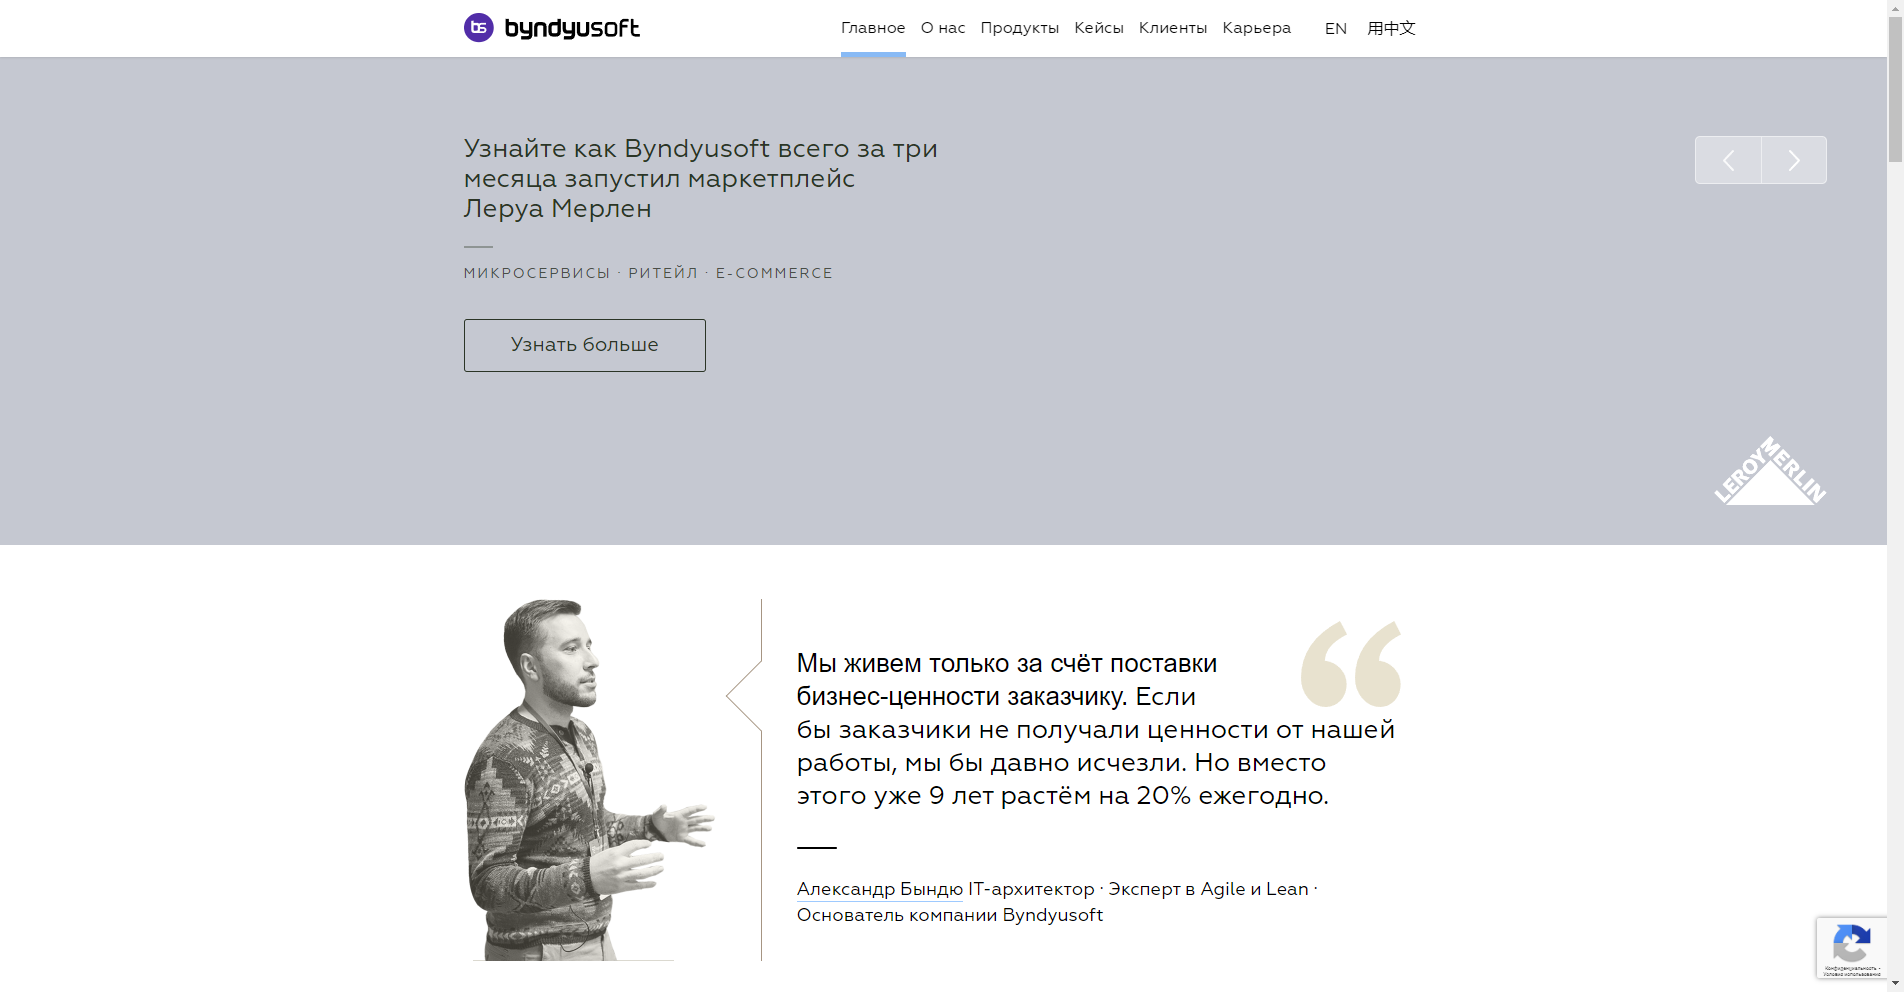 bs byndyusoft
Главное О нас Продукты Кейсы Клиенты Карьера EN 用中文
Узнайте как Byndyusoft всего за три
месяца запустил маркетплейс
Леруа Мерлен
МИКРОСЕРВИСЫ · РИТЕЙЛ · E-COMMERCE
Узнать больше
LEROY MERLIN
Мы живем только за счёт поставки
бизнес-ценности заказчику. Если
бы заказчики не получали ценности от нашей
работы, мы бы давно исчезли. Но вместо
этого уже 9 лет растём на 20% ежегодно.
Александр Бындю IT-архитектор · Эксперт в Agile и Lean ·
Основатель компании Byndyusoft
Конфиденциальность -
Условия использования